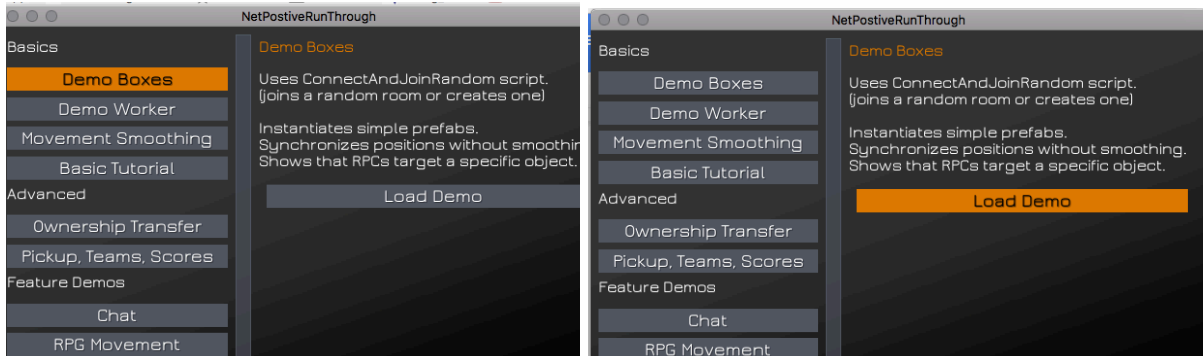 NetPostiveRunThrough
Basics
Demo Boxes
Demo Worker
Movement Smoothing
Basic Tutorial
Advanced
Ownership Transfer
Pickup, Teams, Scores
Feature Demos
Chat
RPG Movement
Demo Boxes
Uses ConnectAndJoinRandom script.
(joins a random room or creates one)
Instantiates simple prefabs.
Synchronizes positions without smoothin
Shows that RPCs target a specific object.
Load Demo
NetPostiveRunThrough
Basics
Demo Boxes
Demo Worker
Movement Smoothing
Basic Tutorial
Advanced
Ownership Transfer
Pickup, Teams, Scores
Feature Demos
Chat
RPG Movement
Demo Boxes
Uses ConnectAndJoinRandom script.
(joins a random room or creates one)
Instantiates simple prefabs.
Synchronizes positions without smoothing.
Shows that RPCs target a specific object.
Load Demo